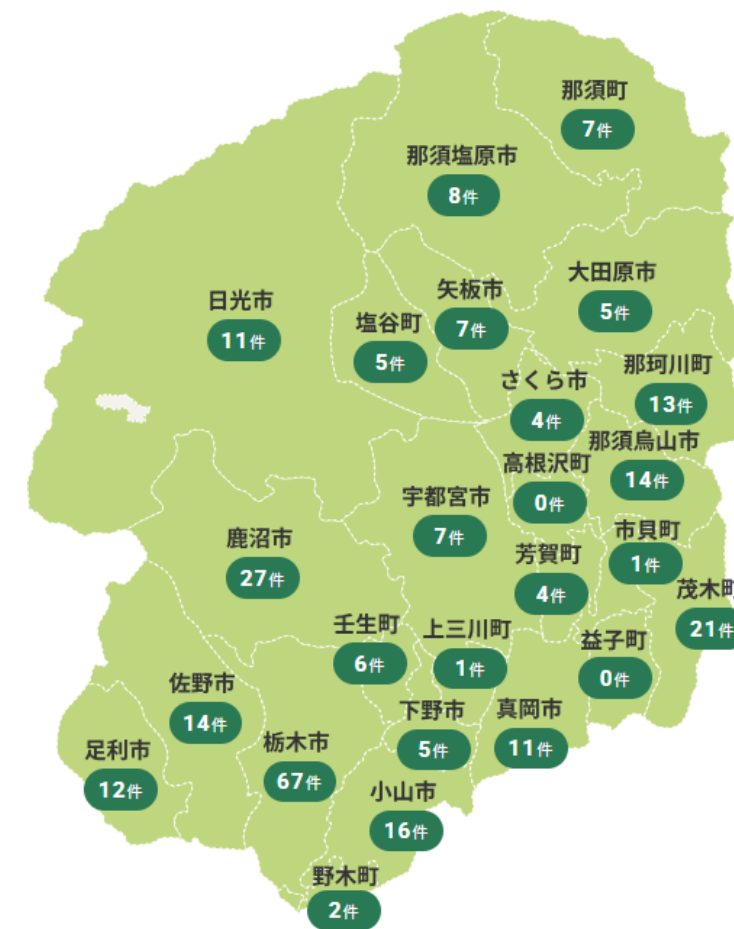 那須町
7件
那須塩原市
8件
大田原市
5件
矢板市
7件
日光市
11件
塩谷町
5件
那珂川町
13件
さくら市
4件
那須烏山市
14件
高根沢町
0件
宇都宮市
7件
市貝町
1件
鹿沼市
27件
芳賀町
4件
茂木町
21件
壬生町
6件
上三川町
1件
益子町
0件
佐野市
14件
下野市
5件
真岡市
11件
栃木市
67件
足利市
12件
小山市
16件
野木町
2件